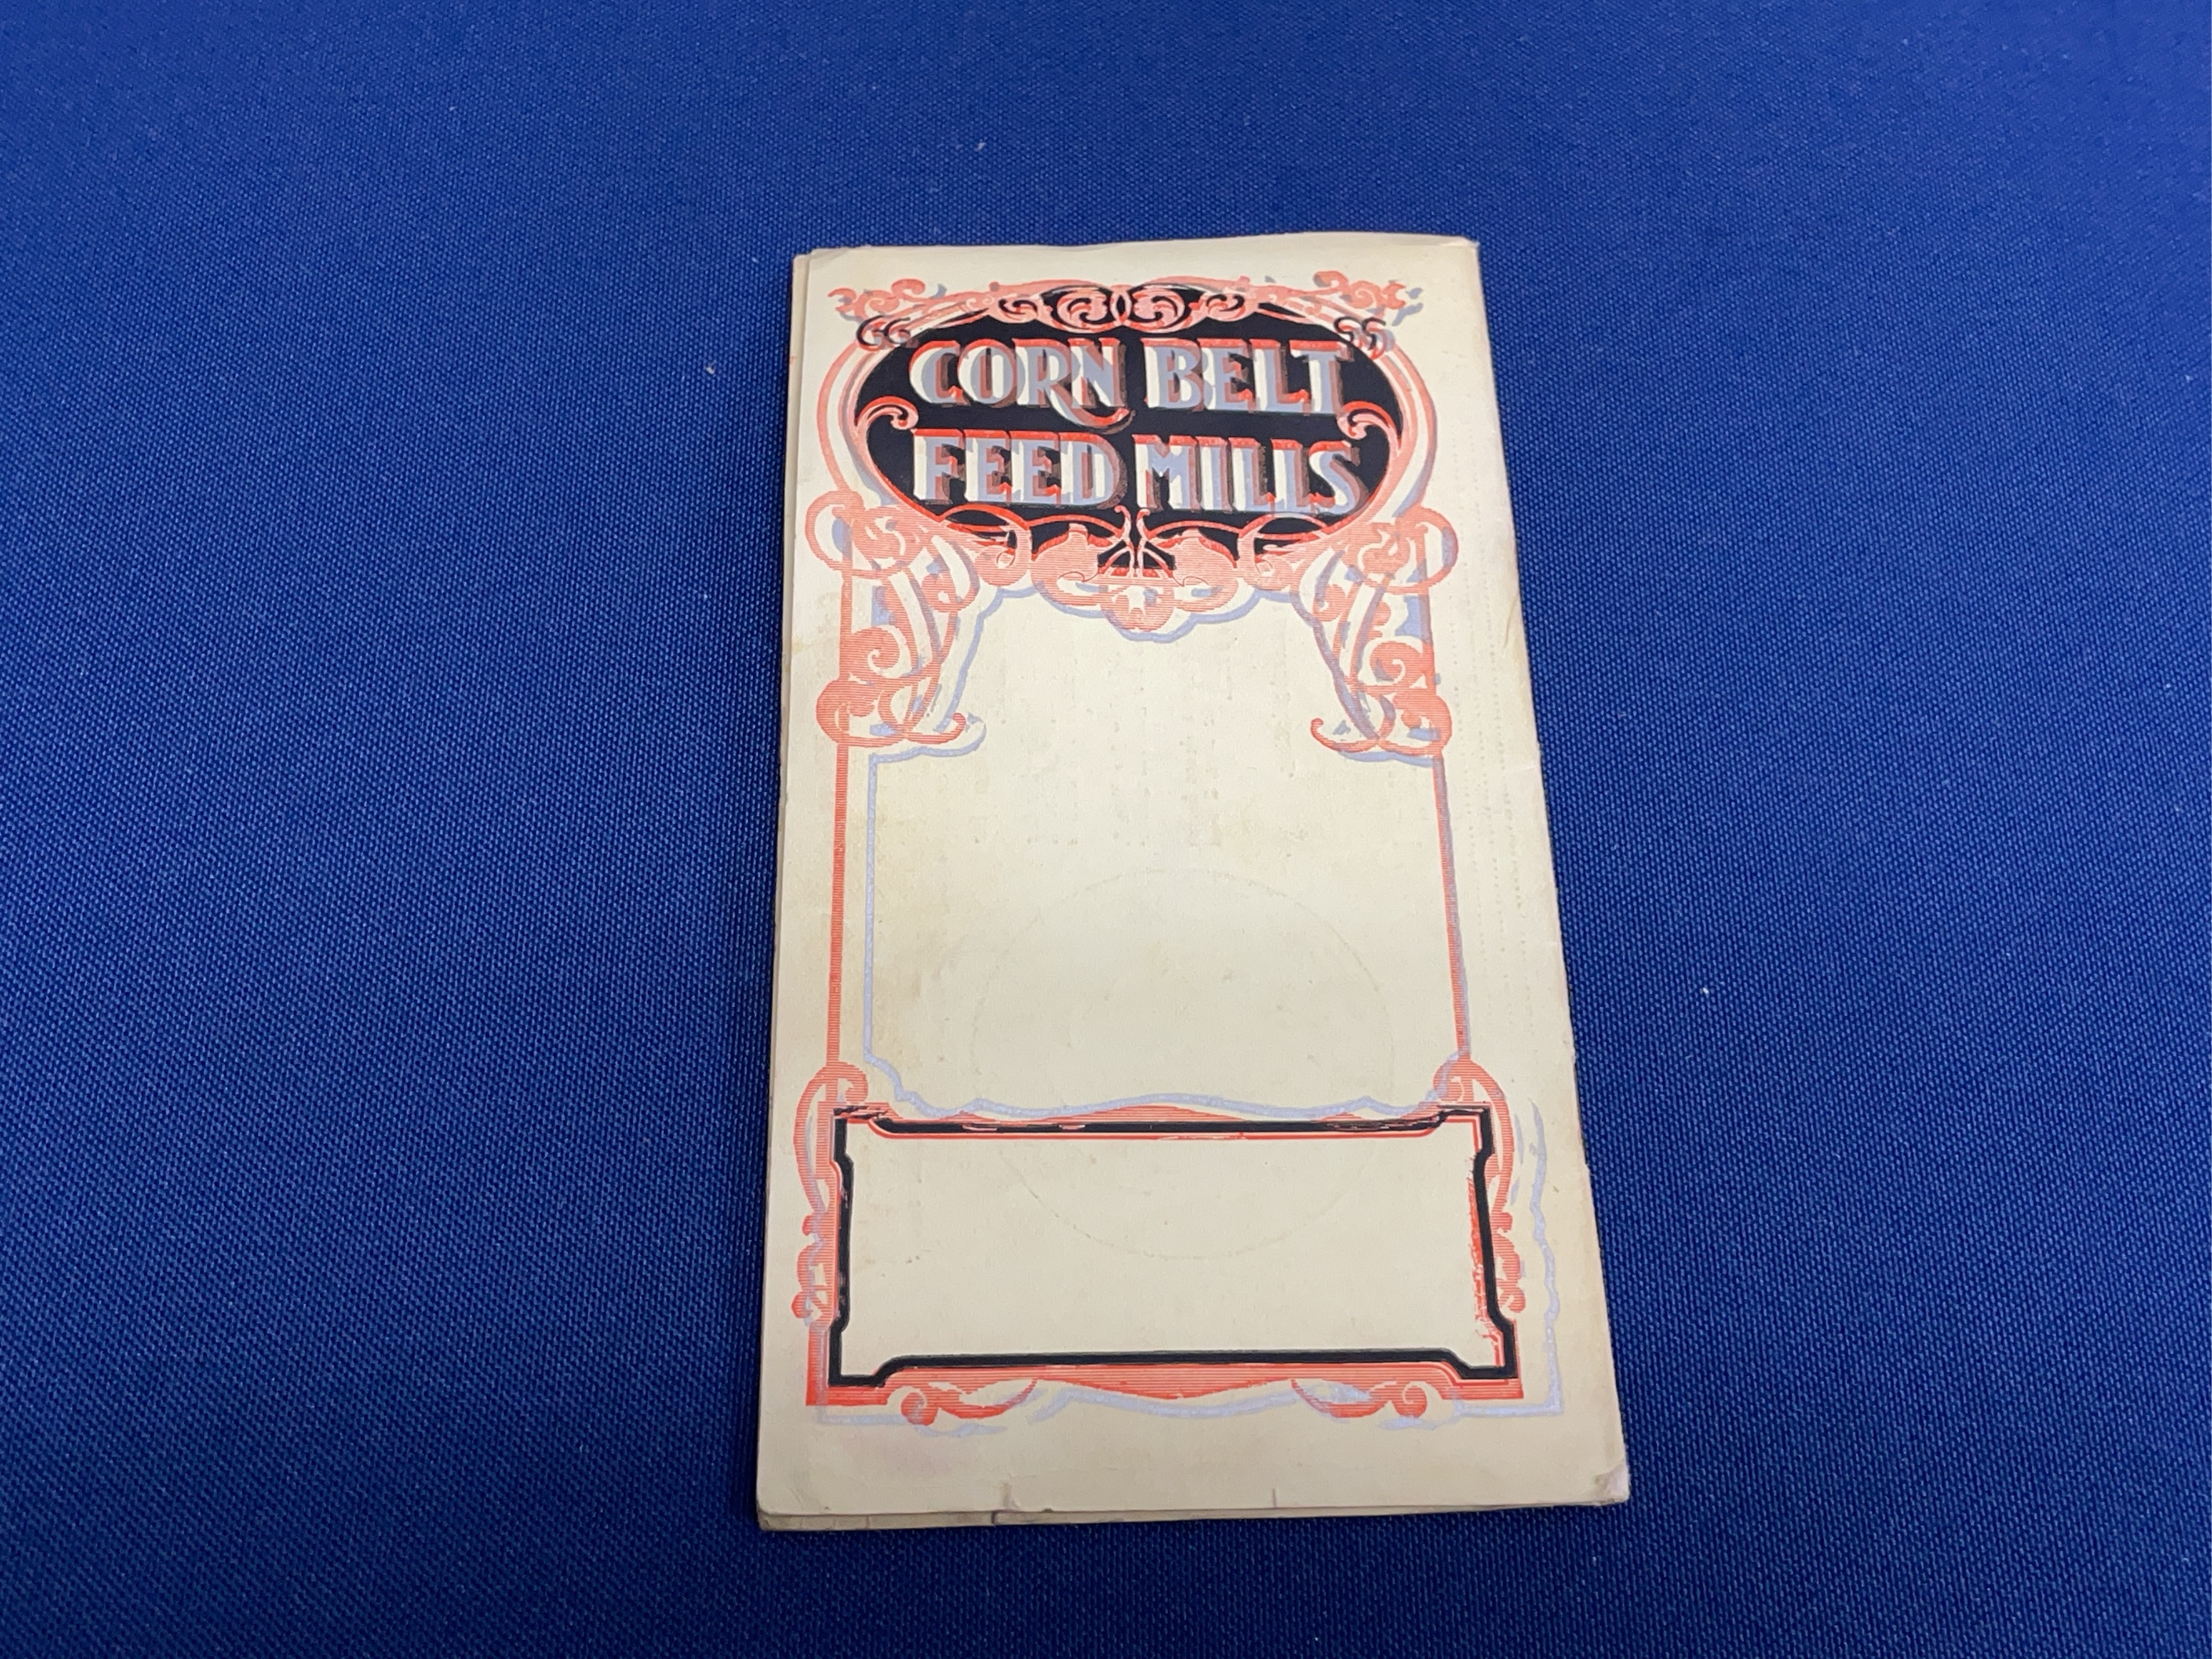 “CORN BELT”
FEED MILLS